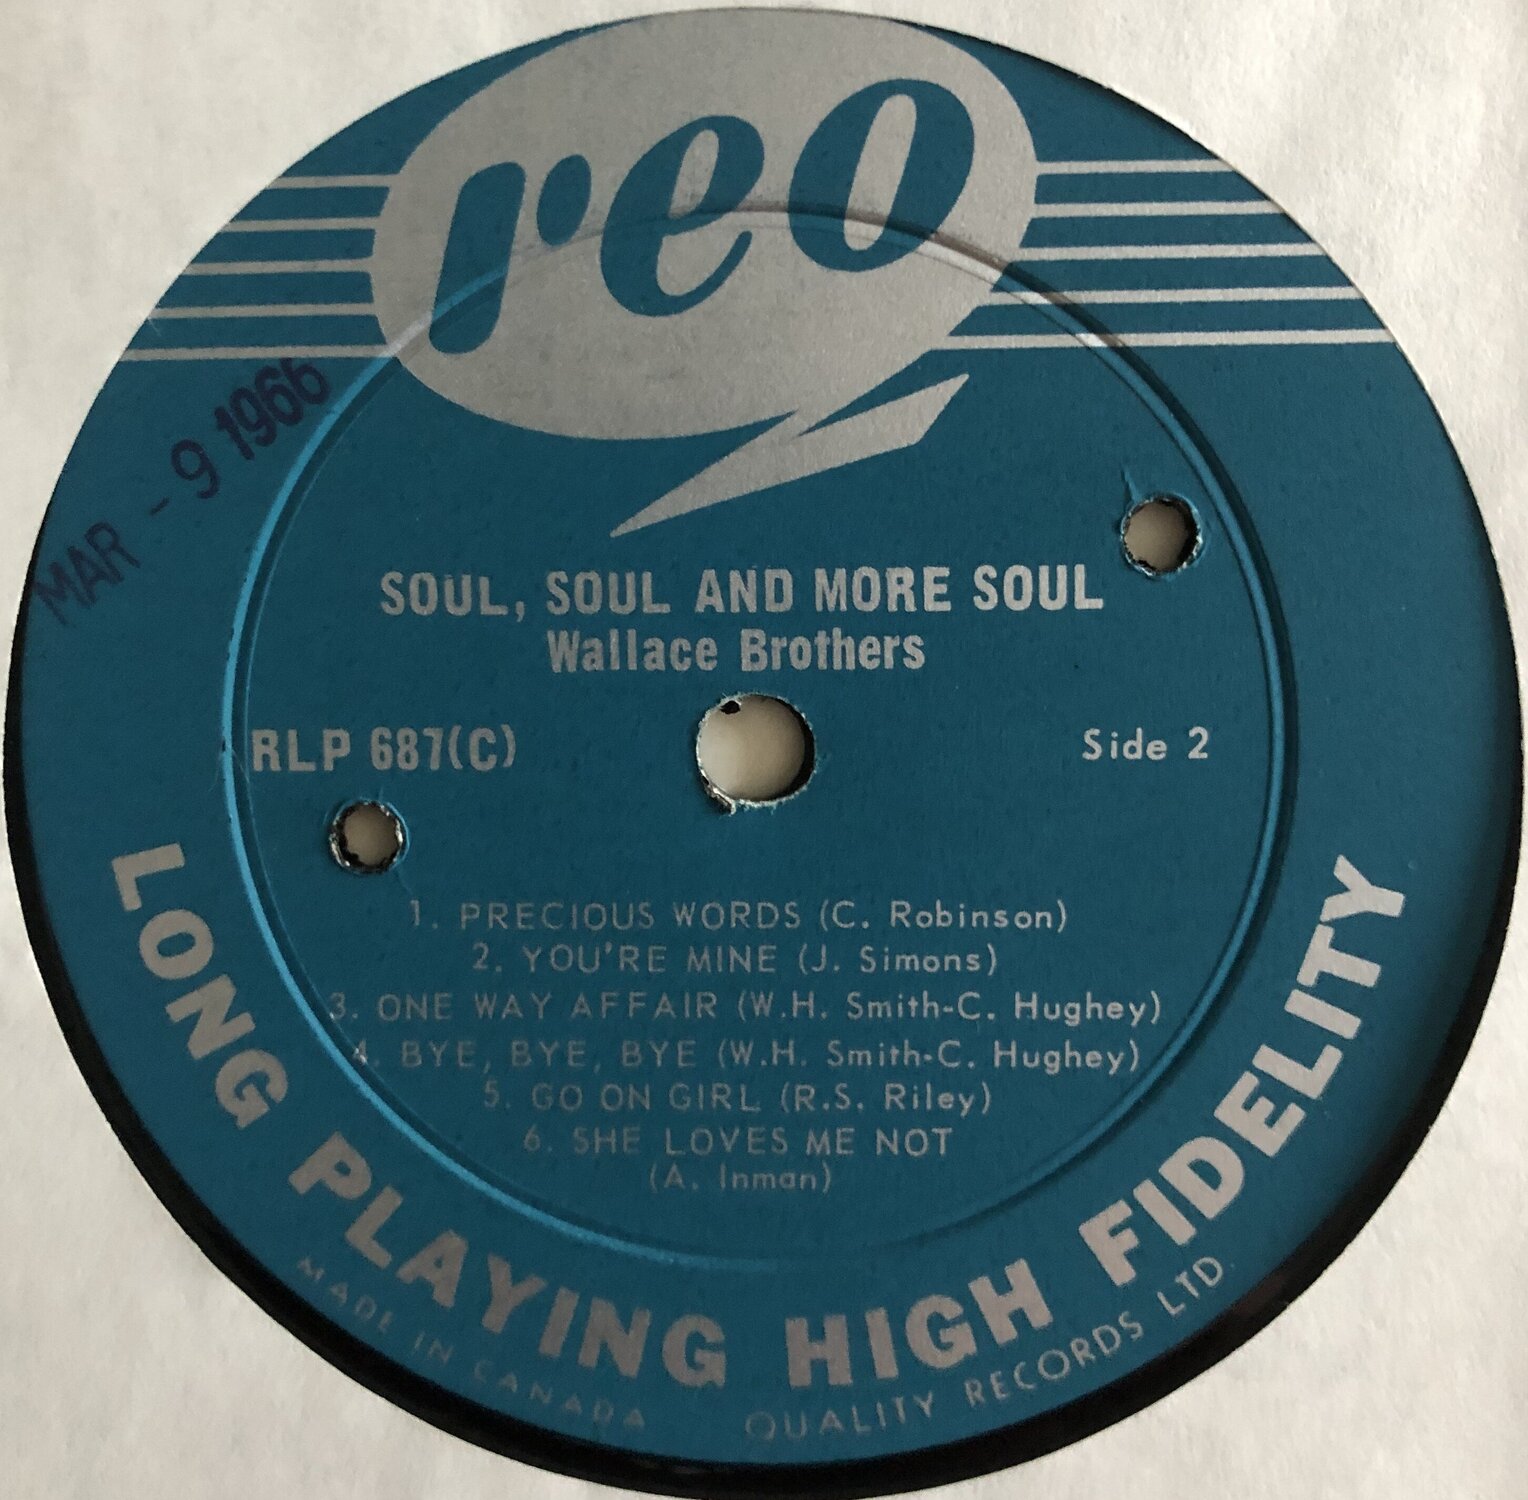 reo
MAR - 9 1966
SOUL, SOUL AND MORE SOUL
Wallace Brothers
RLP 687(C)
Side 2
1. PRECIOUS WORDS (C. Robinson)
2. YOU'RE MINE (J. Simons)
3. ONE WAY AFFAIR (W.H. Smith-C. Hughey)
4. BYE, BYE, BYE (W.H. Smith-C. Hughey)
5. GO ON GIRL (R.S. Riley)
6. SHE LOVES ME NOT
(A. Inman)
LONG PLAYING HIGH FIDELITY
MADE IN CANADA QUALITY RECORDS LTD.